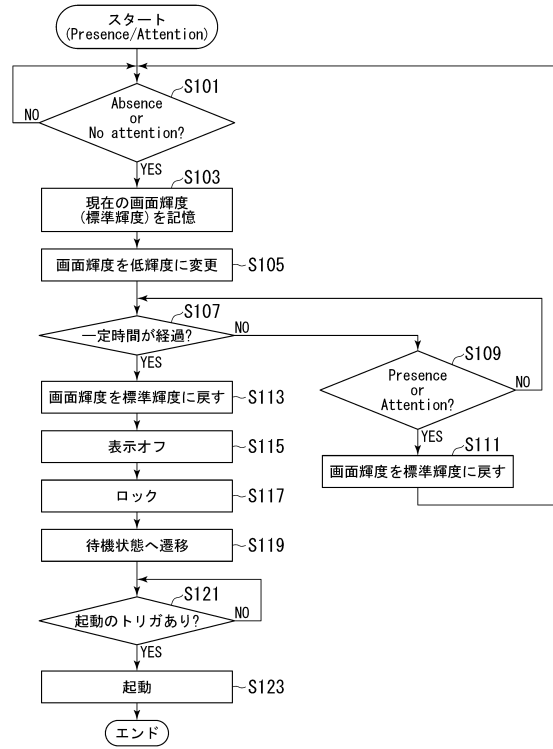 スタート
(Presence/Attention)
S101
Absence
or
No attention?
NO
YES
S103
現在の画面輝度
(標準輝度)を記憶
画面輝度を低輝度に変更
S105
S107
一定時間が経過?
NO
YES
S109
Presence
or
Attention?
NO
YES
S111
画面輝度を標準輝度に戻す
画面輝度を標準輝度に戻す
S113
表示オフ
S115
ロック
S117
待機状態へ遷移
S119
S121
起動のトリガあり?
NO
YES
起動
S123
エンド